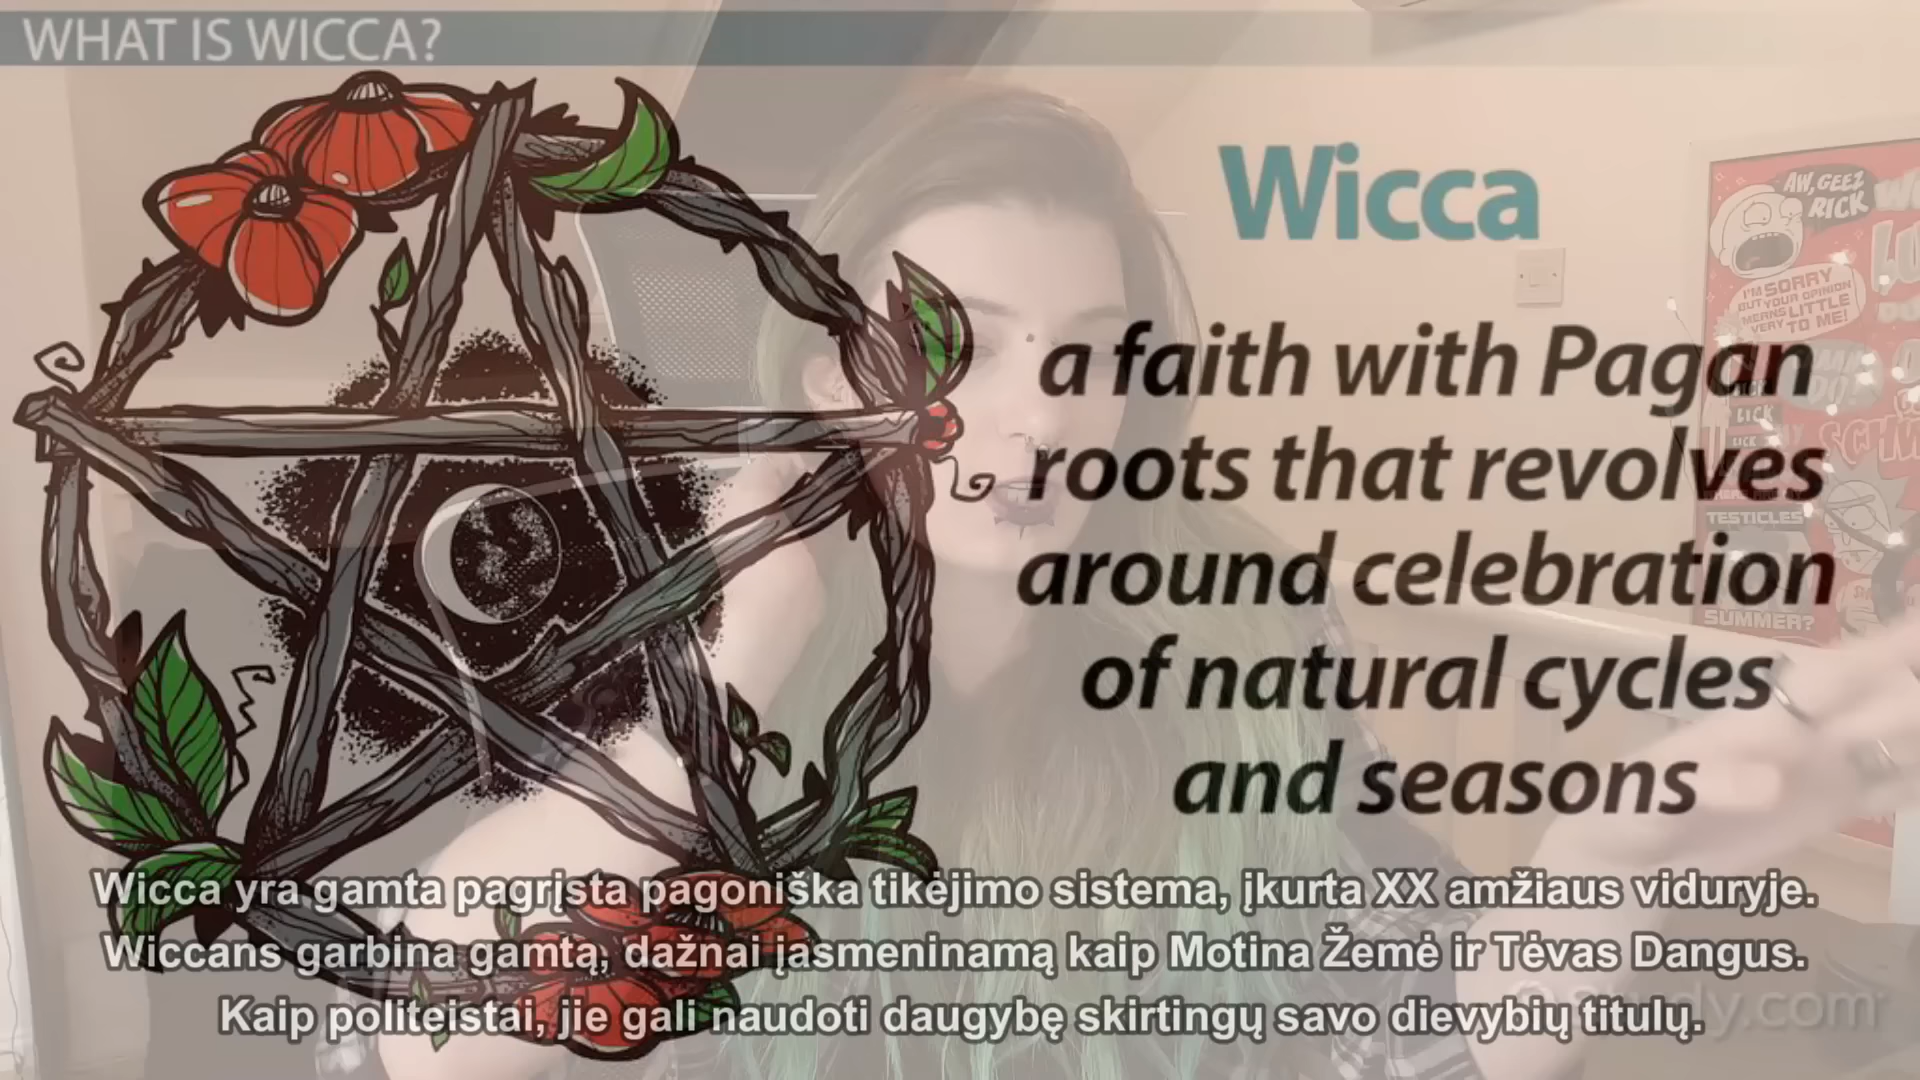 WHAT IS WICCA?
Wicca
a faith with Pagan
roots that revolves
around celebration
of natural cycles
and seasons
AW, GEEZ
RICK
I'M SORRY
BUT YOUR OPINION
MEANS VERY LITTLE
TO ME!
LICK
LICK MY
TESTICLES
SUMMER?
Wicca yra gamta pagrįsta pagoniška tikėjimo sistema, įkurta XX amžiaus viduryje.
Wiccans garbina gamtą, dažnai įasmeninamą kaip Motina Žemė ir Tėvas Dangus.
Kaip politeistai, jie gali naudoti daugybę skirtingų savo dievybių titulų.